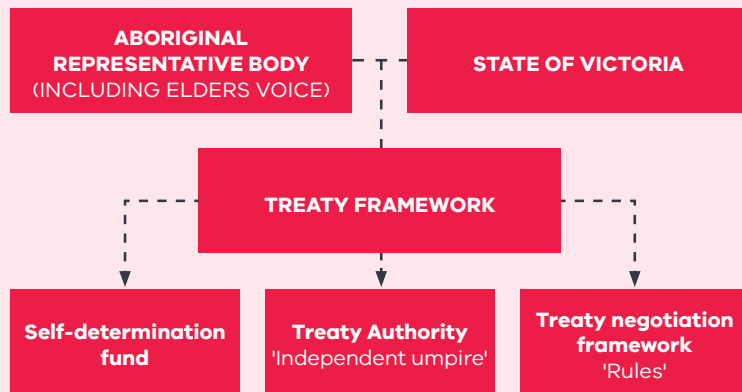 ABORIGINAL
REPRESENTATIVE BODY
(INCLUDING ELDERS VOICE)
STATE OF VICTORIA
TREATY FRAMEWORK
Self-determination
fund
Treaty Authority
'Independent umpire'
Treaty negotiation
framework
'Rules'